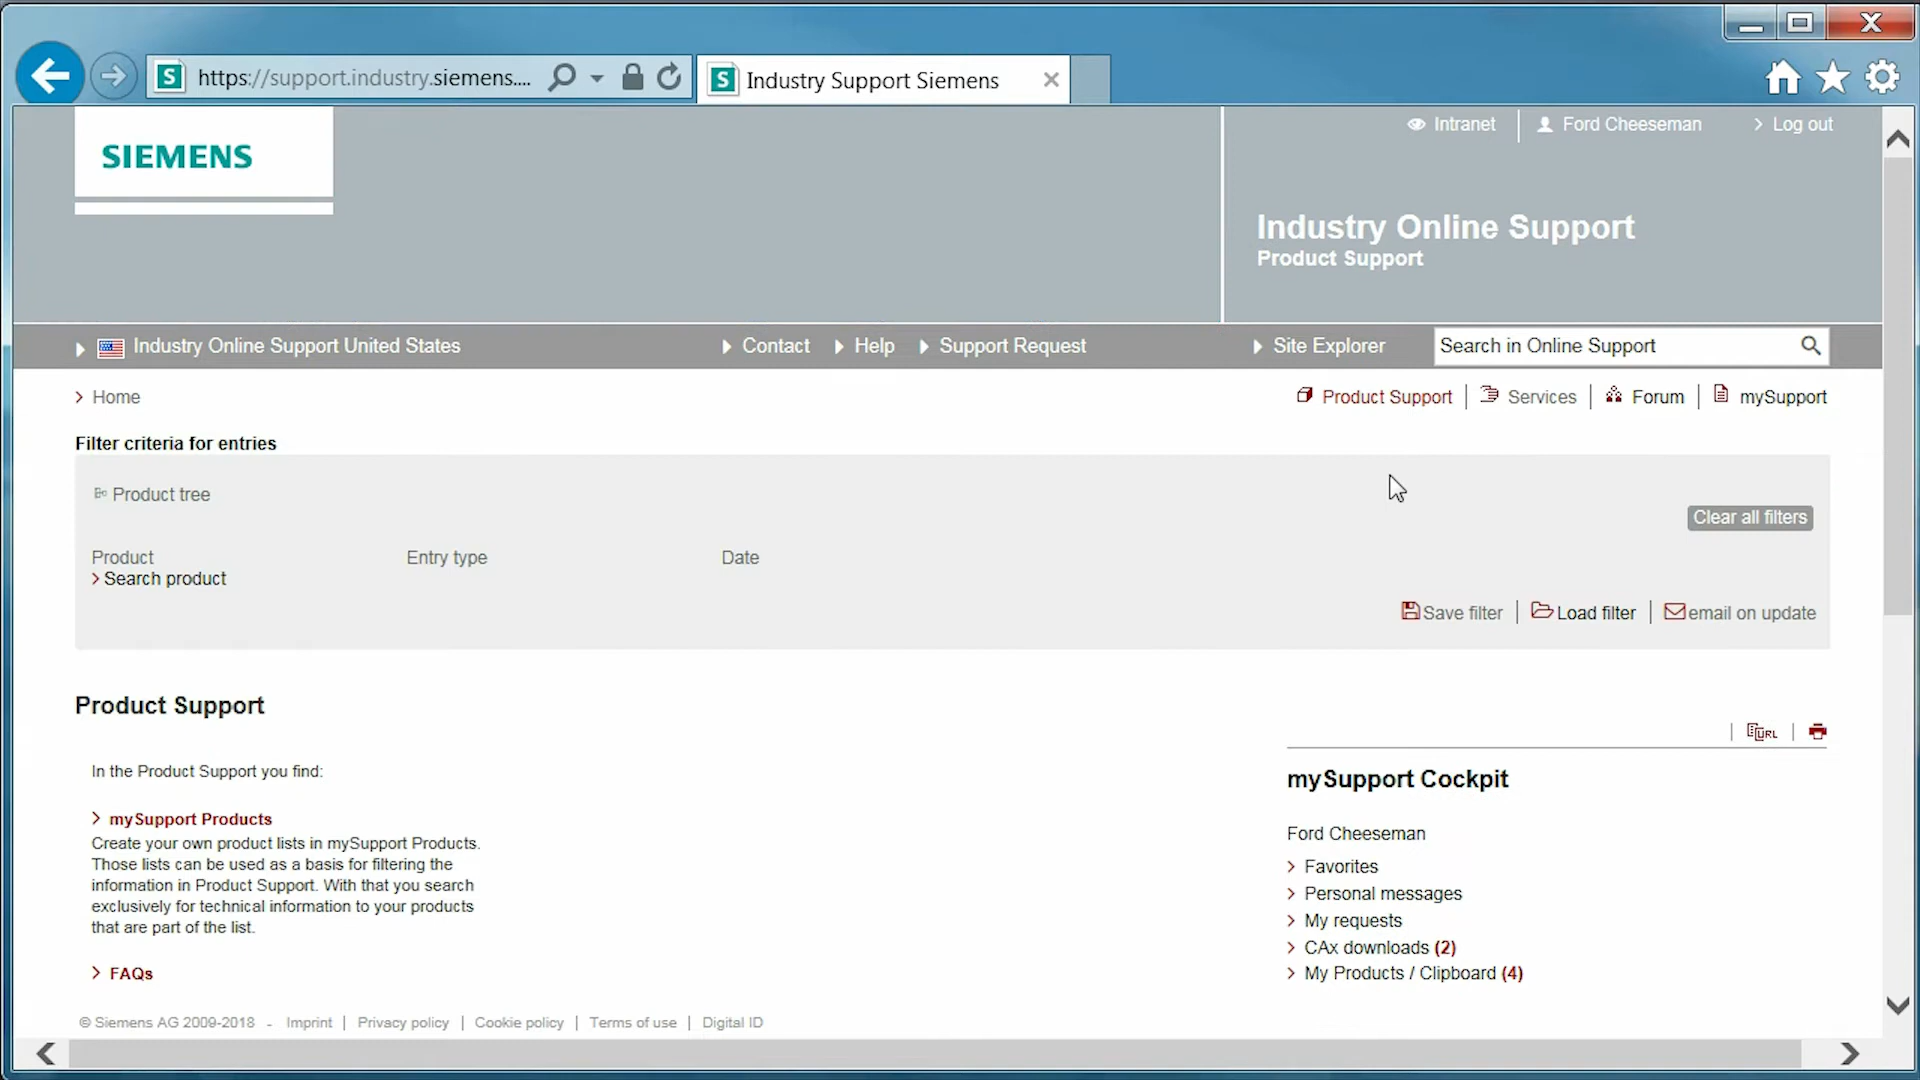 https://support.industry.siemens....
Industry Support Siemens
SIEMENS
Intranet
Ford Cheeseman
Log out
Industry Online Support
Product Support
Industry Online Support United States
Contact
Help
Support Request
Site Explorer
Search in Online Support
Home
Product Support
Services
Forum
mySupport
Filter criteria for entries
Product tree
Clear all filters
Product
Entry type
Date
Search product
Save filter
Load filter
email on update
Product Support
URL
In the Product Support you find:
mySupport Products
Create your own product lists in mySupport Products.
Those lists can be used as a basis for filtering the
information in Product Support. With that you search
exclusively for technical information to your products
that are part of the list.
FAQs
mySupport Cockpit
Ford Cheeseman
Favorites
Personal messages
My requests
CAx downloads (2)
My Products / Clipboard (4)
© Siemens AG 2009-2018 - Imprint | Privacy policy | Cookie policy | Terms of use | Digital ID